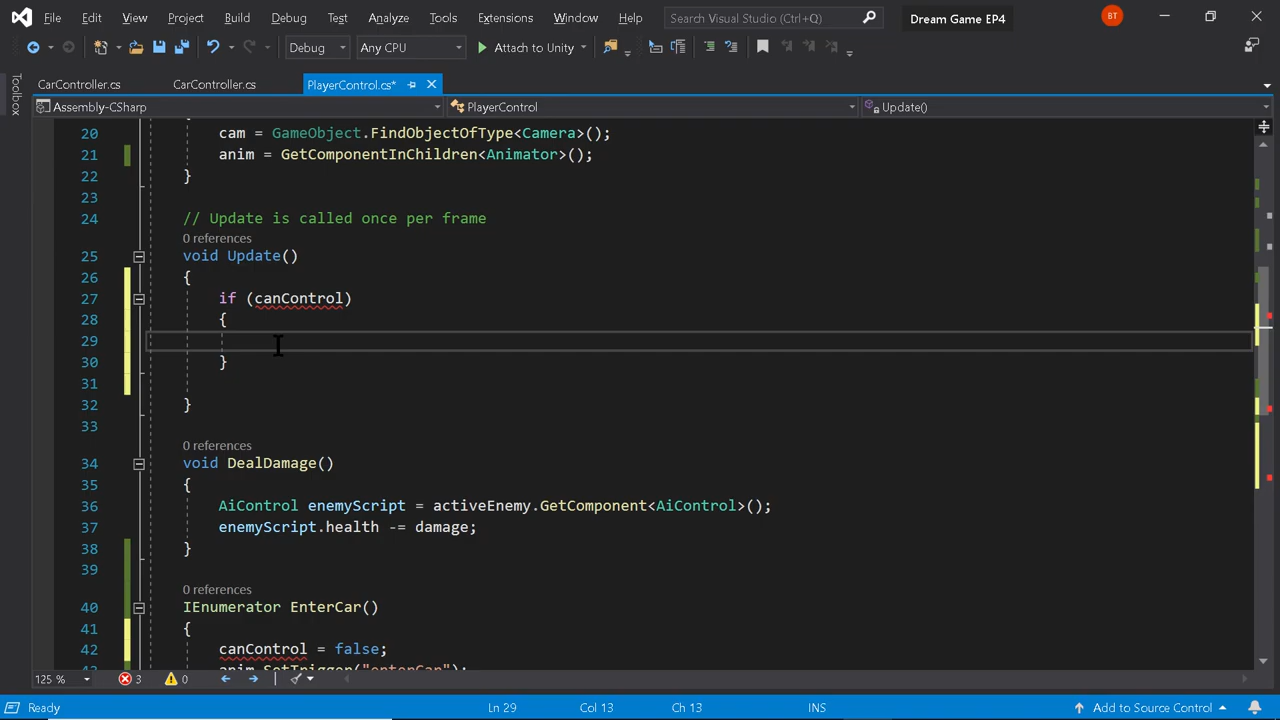 File Edit View Project Build Debug Test Analyze Tools Extensions Window Help Search Visual Studio (Ctrl+Q) Dream Game EP4 BT
Debug Any CPU Attach to Unity
CarController.cs CarController.cs PlayerControl.cs*
Toolbox
Assembly-CSharp PlayerControl Update()
20 cam = GameObject.FindObjectOfType<Camera>();
21 anim = GetComponentInChildren<Animator>();
22 }
23
24 // Update is called once per frame
0 references
25 void Update()
26 {
27 if (canControl)
28 {
29
30 }
31
32 }
33
0 references
34 void DealDamage()
35 {
36 AiControl enemyScript = activeEnemy.GetComponent<AiControl>();
37 enemyScript.health -= damage;
38 }
39
0 references
40 IEnumerator EnterCar()
41 {
42 canControl = false;
43 anim.SetTrigger("enterCar");
125 % 3 0
Ready Ln 29 Col 13 Ch 13 INS Add to Source Control